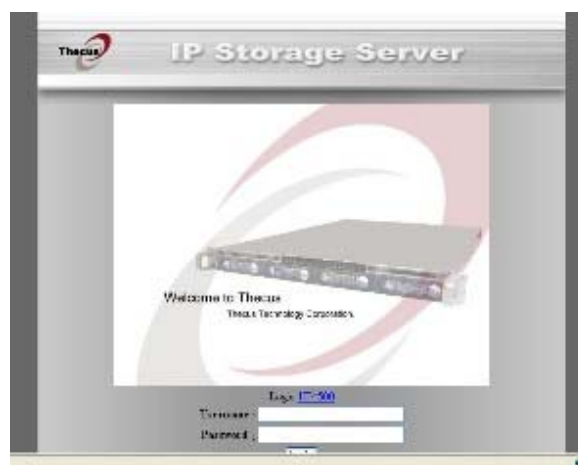 Thecus
IP Storage Server
Welcome to Thecus
Thecus Technology Corporation.
Login
Username :
Password :